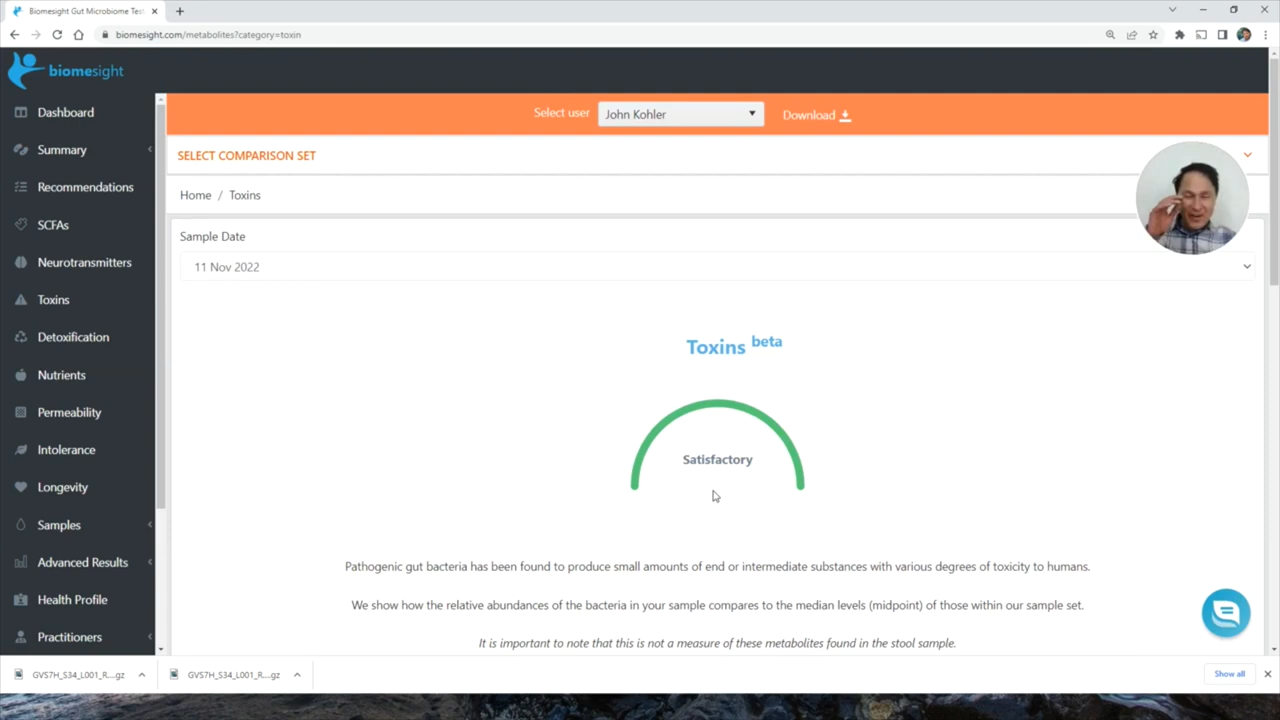 Biomesight Gut Microbiome Tes
biomesight.com/metabolites?category=toxin
biomesight
Select user
John Kohler
Download
Dashboard
Summary
Recommendations
SCFAs
Neurotransmitters
Toxins
Detoxification
Nutrients
Permeability
Intolerance
Longevity
Samples
Advanced Results
Health Profile
Practitioners
SELECT COMPARISON SET
Home / Toxins
Sample Date
11 Nov 2022
Toxins beta
Satisfactory
Pathogenic gut bacteria has been found to produce small amounts of end or intermediate substances with various degrees of toxicity to humans.
We show how the relative abundances of the bacteria in your sample compares to the median levels (midpoint) of those within our sample set.
It is important to note that this is not a measure of these metabolites found in the stool sample.
GVS7H_S34_L001_R....gz
GVS7H_S34_L001_R....gz
Show all